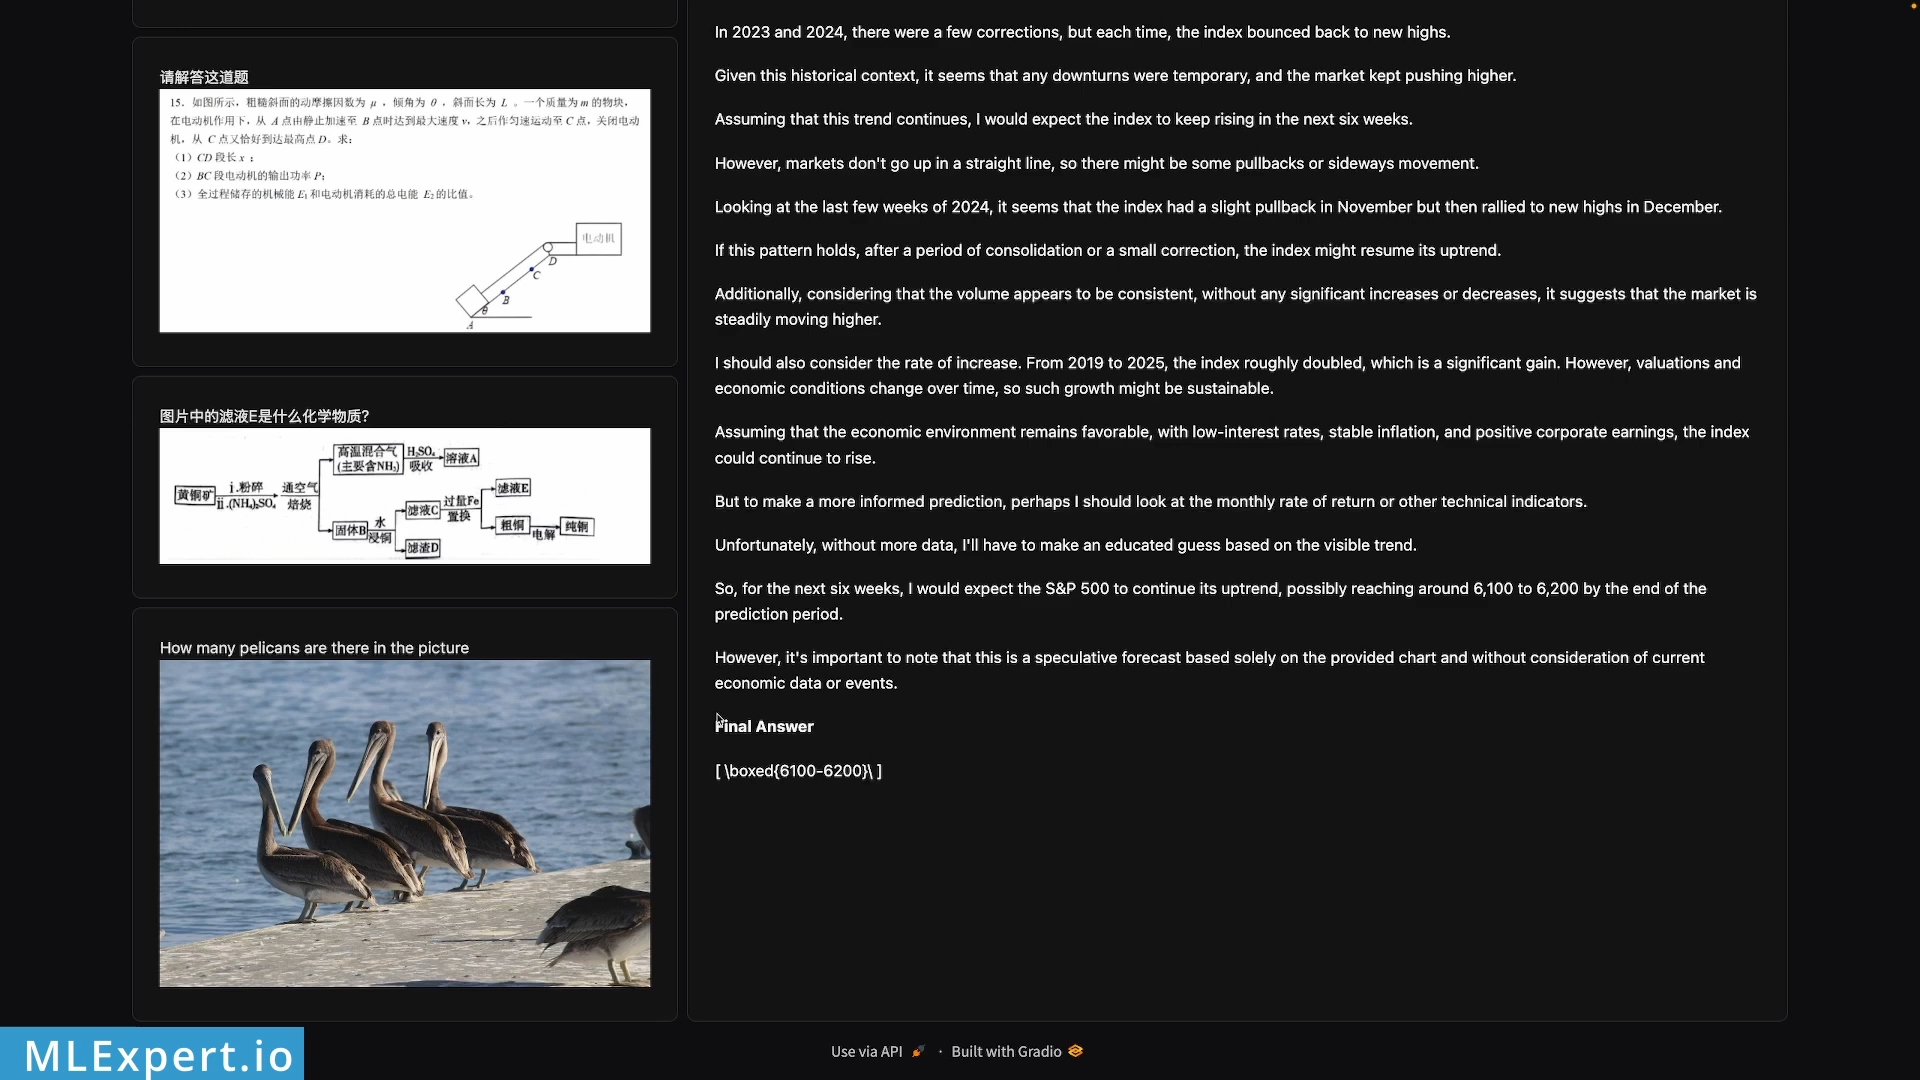 请解答这道题
15. 如图所示，粗糙斜面的动摩擦因数为 μ ，倾角为 θ ，斜面长为 L 。一个质量为 m 的物块，
在电动机作用下，从 A 点由静止加速至 B 点时达到最大速度 v，之后作匀速运动至 C 点，关闭电动
机，从 C 点又恰好到达最高点 D。求：
（1）CD 段长 x ；
（2）BC 段电动机的输出功率 P；
（3）全过程储存的机械能 E₁ 和电动机消耗的总电能 E₂ 的比值。
电动机
D
C
B
θ
A
图片中的滤液E是什么化学物质?
高温混合气
(主要含NH₃)
H₂SO₄
吸收
溶液A
黄铜矿
i.粉碎
ii.(NH₄)₂SO₄
通空气
焙烧
固体B
水
浸铜
滤液C
滤渣D
过量Fe
置换
滤液E
粗铜
电解
纯铜
How many pelicans are there in the picture
In 2023 and 2024, there were a few corrections, but each time, the index bounced back to new highs.
Given this historical context, it seems that any downturns were temporary, and the market kept pushing higher.
Assuming that this trend continues, I would expect the index to keep rising in the next six weeks.
However, markets don't go up in a straight line, so there might be some pullbacks or sideways movement.
Looking at the last few weeks of 2024, it seems that the index had a slight pullback in November but then rallied to new highs in December.
If this pattern holds, after a period of consolidation or a small correction, the index might resume its uptrend.
Additionally, considering that the volume appears to be consistent, without any significant increases or decreases, it suggests that the market is
steadily moving higher.
I should also consider the rate of increase. From 2019 to 2025, the index roughly doubled, which is a significant gain. However, valuations and
economic conditions change over time, so such growth might be sustainable.
Assuming that the economic environment remains favorable, with low-interest rates, stable inflation, and positive corporate earnings, the index
could continue to rise.
But to make a more informed prediction, perhaps I should look at the monthly rate of return or other technical indicators.
Unfortunately, without more data, I'll have to make an educated guess based on the visible trend.
So, for the next six weeks, I would expect the S&P 500 to continue its uptrend, possibly reaching around 6,100 to 6,200 by the end of the
prediction period.
However, it's important to note that this is a speculative forecast based solely on the provided chart and without consideration of current
economic data or events.
Final Answer
[ \boxed{6100-6200}\ ]
Use via API · Built with Gradio
MLExpert.io